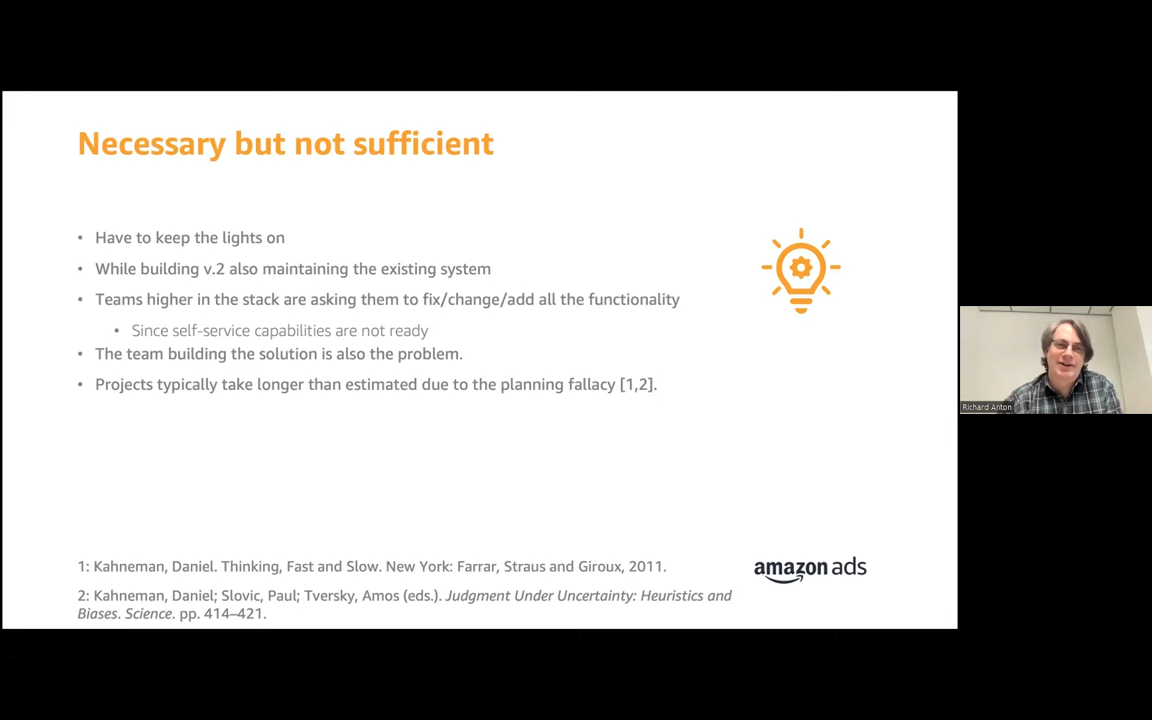 Necessary but not sufficient
• Have to keep the lights on
• While building v.2 also maintaining the existing system
• Teams higher in the stack are asking them to fix/change/add all the functionality
• Since self-service capabilities are not ready
• The team building the solution is also the problem.
• Projects typically take longer than estimated due to the planning fallacy [1,2].
Richard Anton
1: Kahneman, Daniel. Thinking, Fast and Slow. New York: Farrar, Straus and Giroux, 2011.
amazon ads
2: Kahneman, Daniel; Slovic, Paul; Tversky, Amos (eds.). Judgment Under Uncertainty: Heuristics and
Biases. Science. pp. 414–421.